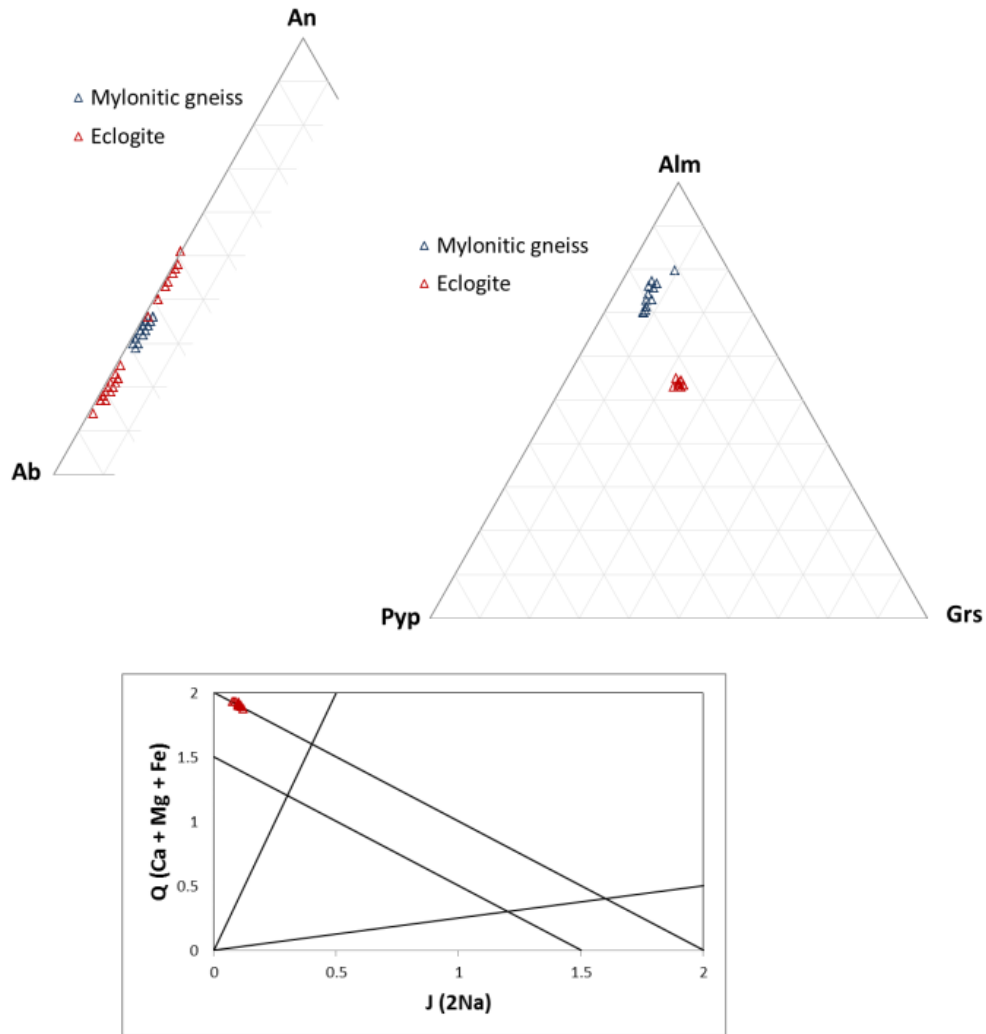 An
Mylonitic gneiss
Eclogite
Ab
Alm
Mylonitic gneiss
Eclogite
Pyp
Grs
Q (Ca + Mg + Fe)
2
1.5
1
0.5
0
0
0.5
1
1.5
2
J (2Na)